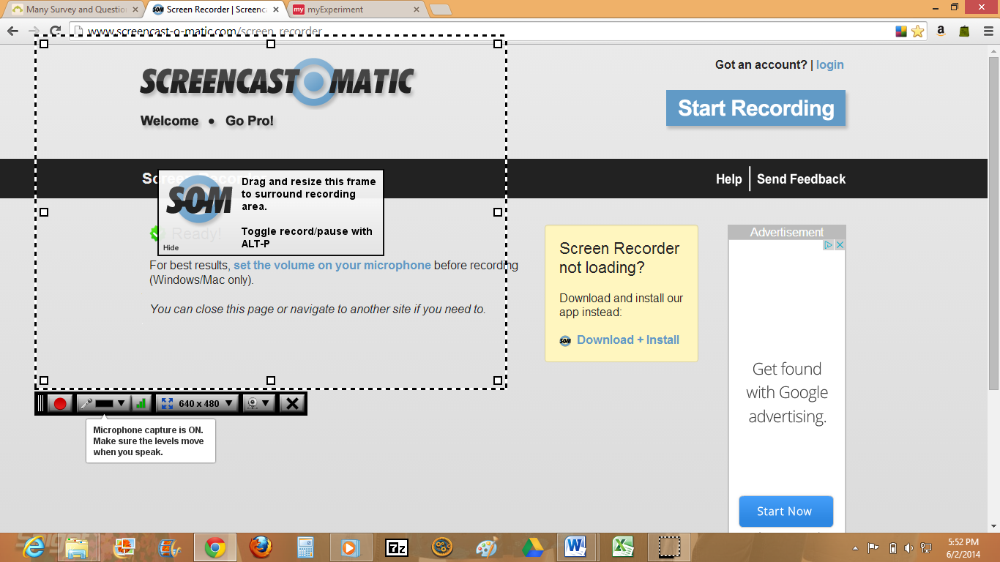 Many Survey and Question
Screen Recorder | Screenca
my myExperiment
www.screencast-o-matic.com/screen_recorder
SCREENCAST O MATIC
Got an account? | login
Start Recording
Welcome • Go Pro!
Help | Send Feedback
SOM
Drag and resize this frame
to surround recording
area.
Toggle record/pause with
ALT-P
Hide
Ready!
For best results, set the volume on your microphone before recording
(Windows/Mac only).
You can close this page or navigate to another site if you need to.
Screen Recorder
not loading?
Download and install our
app instead:
SOM Download + Install
Advertisement
Get found
with Google
advertising.
Start Now
640 x 480
Microphone capture is ON.
Make sure the levels move
when you speak.
7z
5:52 PM
6/2/2014